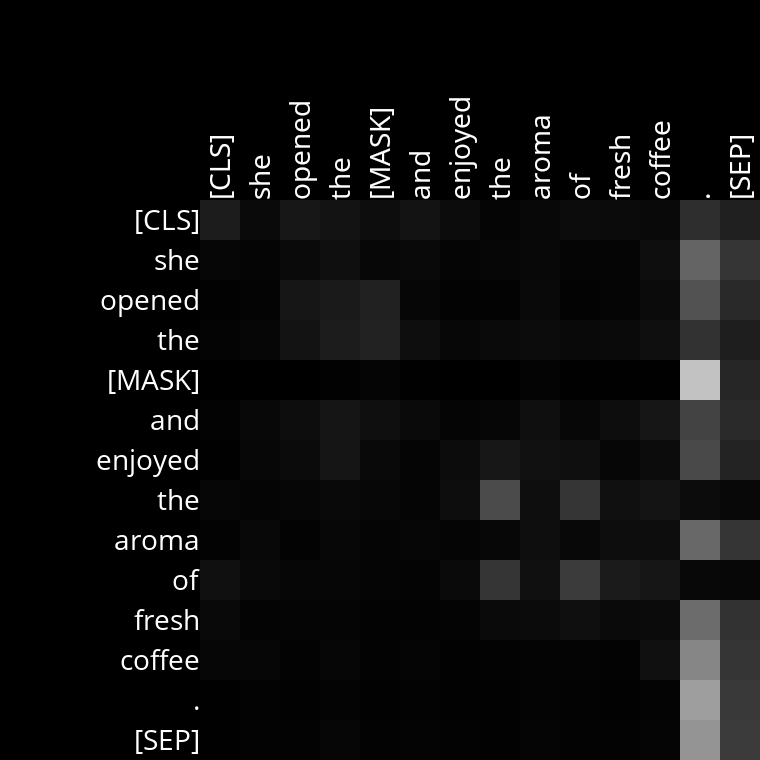 [CLS] she opened the [MASK] and enjoyed the aroma of fresh coffee . [SEP]
[CLS]
she
opened
the
[MASK]
and
enjoyed
the
aroma
of
fresh
coffee
.
[SEP]